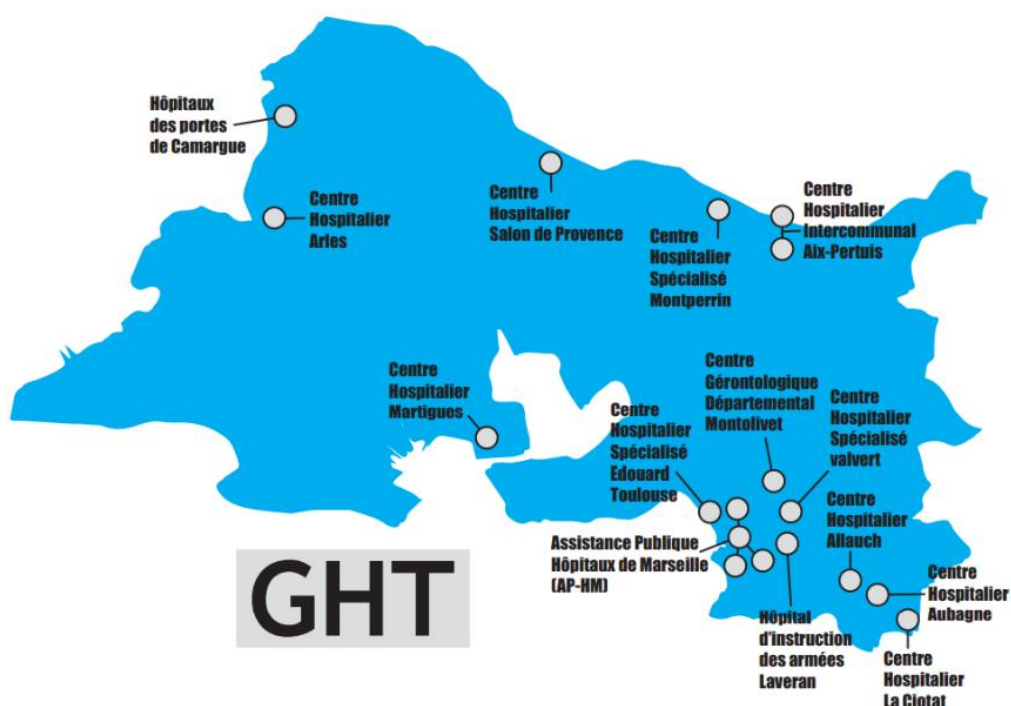 Hôpitaux
des portes
de Camargue
Centre
Hospitalier
Arles
Centre
Hospitalier
Salon de Provence
Centre
Hospitalier
Spécialisé
Montperrin
Centre
Hospitalier
Intercommunal
Aix-Pertuis
Centre
Hospitalier
Martigues
Centre
Hospitalier
Spécialisé
Edouard
Toulouse
Centre
Gérontologique
Départemental
Montolivet
Centre
Hospitalier
Spécialisé
valvert
Assistance Publique
Hôpitaux de Marseille
(AP-HM)
Centre
Hospitalier
Allauch
Centre
Hospitalier
Aubagne
Hôpital
d'instruction
des armées
Laveran
Centre
Hospitalier
La Ciotat
GHT